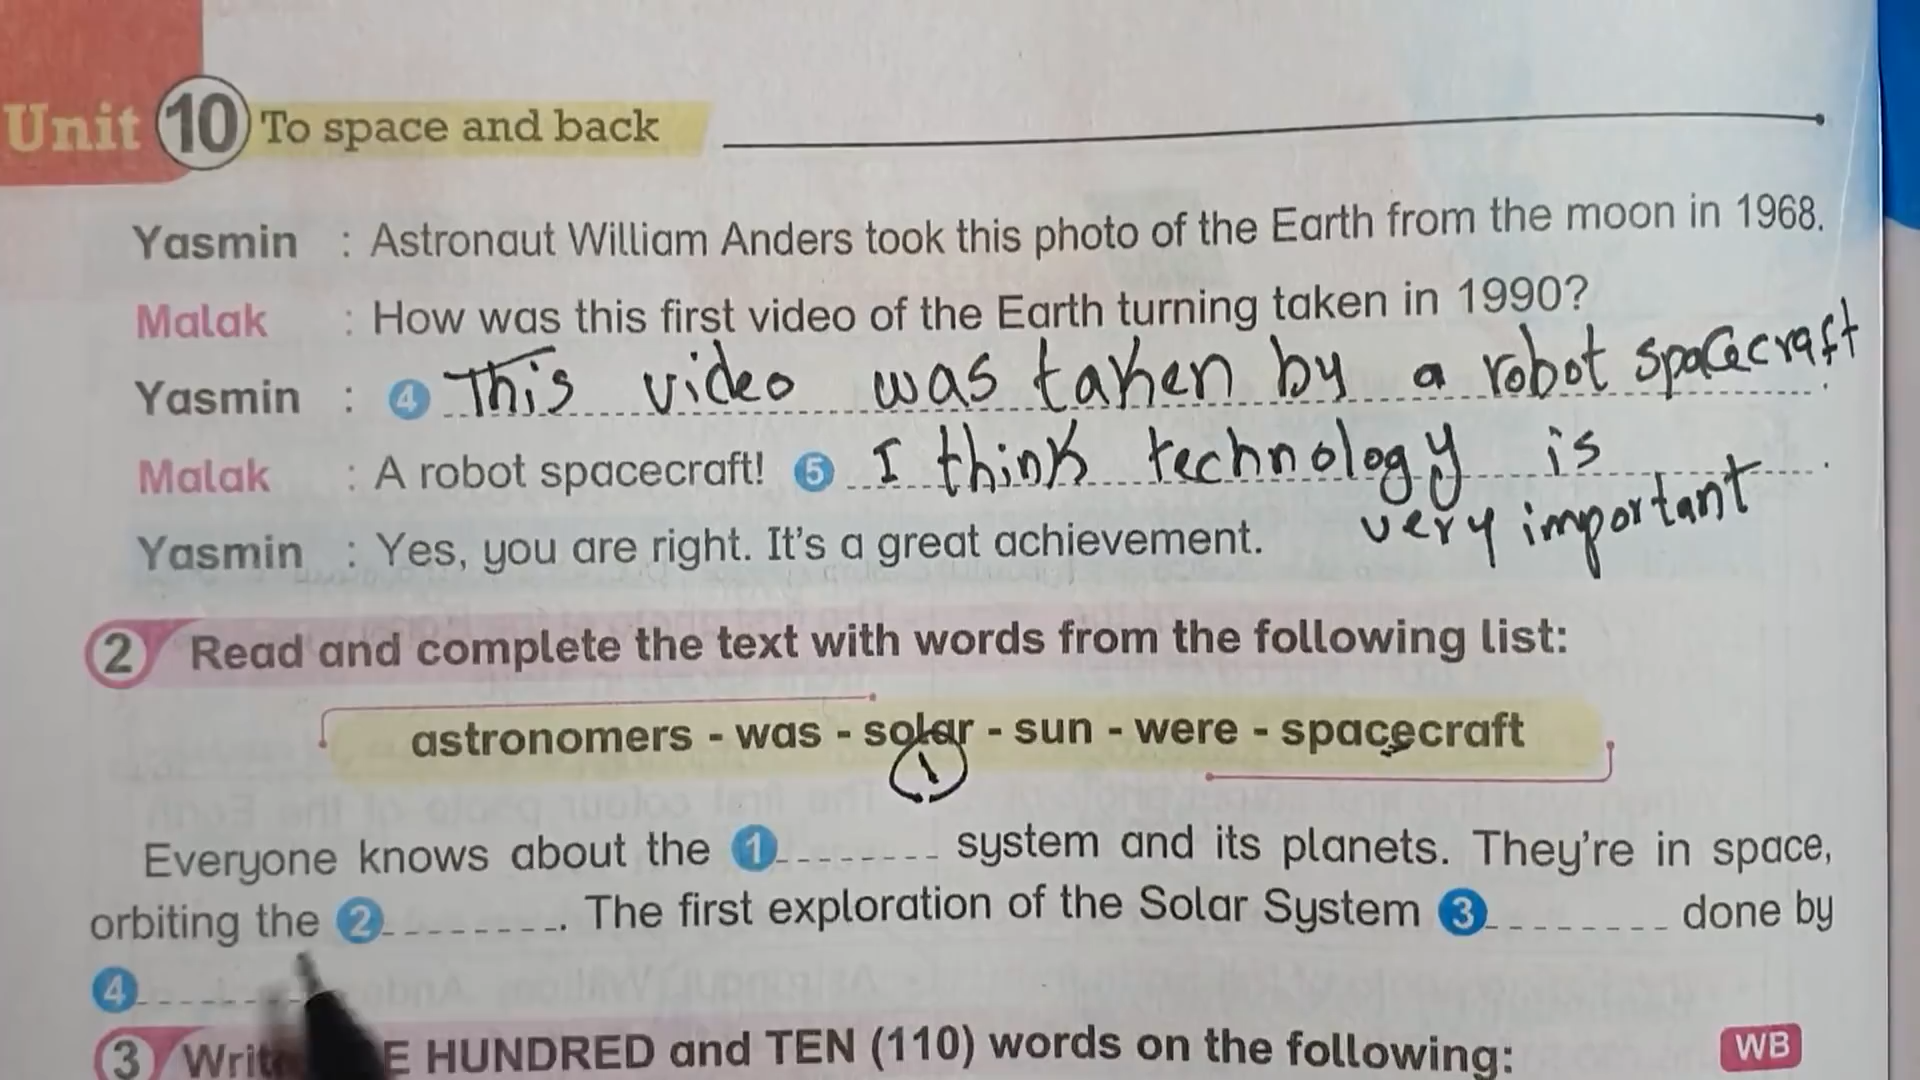 Unit 10 To space and back
Yasmin : Astronaut William Anders took this photo of the Earth from the moon in 1968.
Malak : How was this first video of the Earth turning taken in 1990?
Yasmin : 4 This video was taken by a robot spacecraft
Malak : A robot spacecraft! 5 I think technology is
very important
Yasmin : Yes, you are right. It's a great achievement.
2 Read and complete the text with words from the following list:
astronomers - was - solar - sun - were - spacecraft
1
Everyone knows about the 1 -------- system and its planets. They're in space,
orbiting the 2 --------. The first exploration of the Solar System 3 -------- done by
4 --------
3 HUNDRED and TEN (110) words on the following:
WB